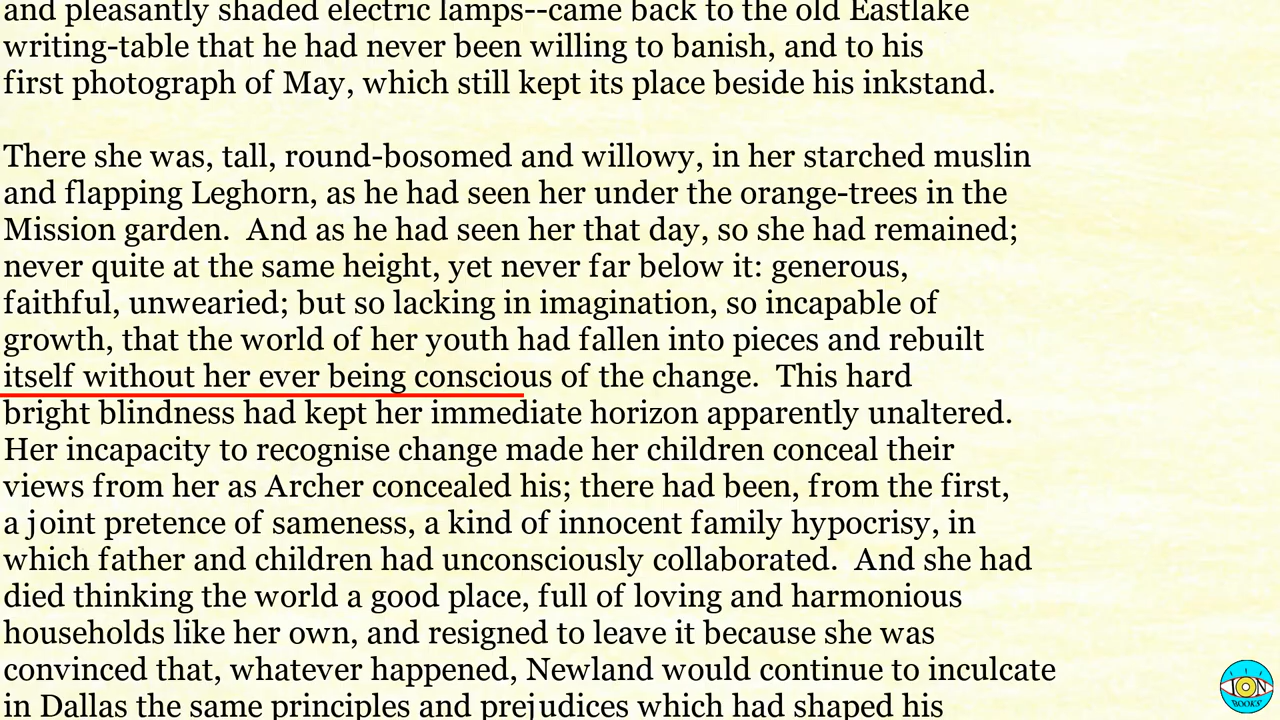 and pleasantly shaded electric lamps--came back to the old Eastlake
writing-table that he had never been willing to banish, and to his
first photograph of May, which still kept its place beside his inkstand.
There she was, tall, round-bosomed and willowy, in her starched muslin
and flapping Leghorn, as he had seen her under the orange-trees in the
Mission garden.  And as he had seen her that day, so she had remained;
never quite at the same height, yet never far below it: generous,
faithful, unwearied; but so lacking in imagination, so incapable of
growth, that the world of her youth had fallen into pieces and rebuilt
itself without her ever being conscious of the change.  This hard
bright blindness had kept her immediate horizon apparently unaltered.
Her incapacity to recognise change made her children conceal their
views from her as Archer concealed his; there had been, from the first,
a joint pretence of sameness, a kind of innocent family hypocrisy, in
which father and children had unconsciously collaborated.  And she had
died thinking the world a good place, full of loving and harmonious
households like her own, and resigned to leave it because she was
convinced that, whatever happened, Newland would continue to inculcate
in Dallas the same principles and prejudices which had shaped his
ION
BOOKS